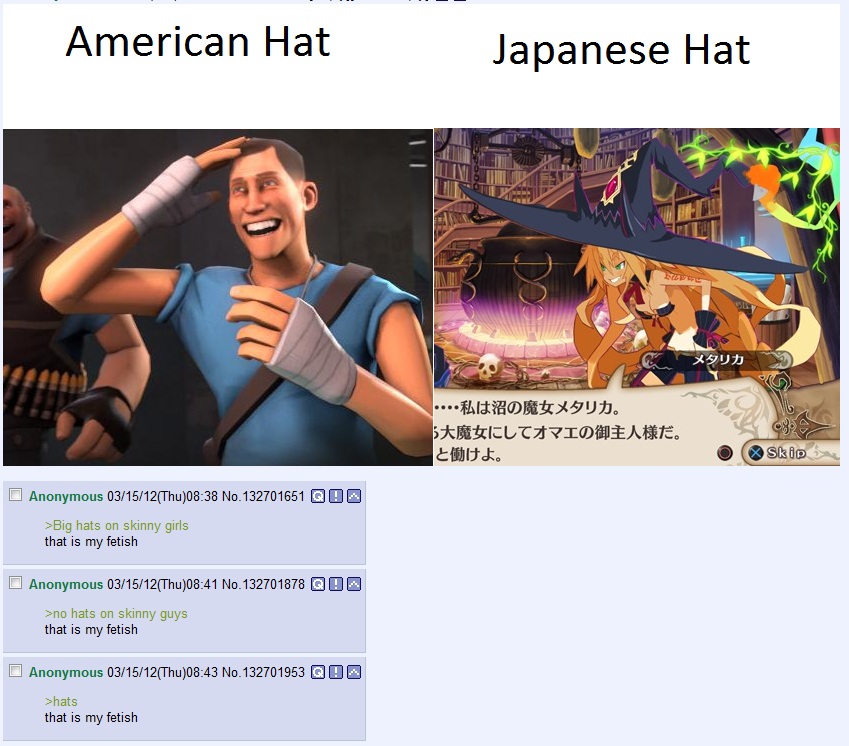 American Hat
Japanese Hat
メタリカ
‥‥私は沼の魔女メタリカ。
大魔女にしてオマエの御主人様だ。
と働けよ。
Skip
Anonymous 03/15/12(Thu)08:38 No.132701651
>Big hats on skinny girls
that is my fetish
Anonymous 03/15/12(Thu)08:41 No.132701878
>no hats on skinny guys
that is my fetish
Anonymous 03/15/12(Thu)08:43 No.132701953
>hats
that is my fetish